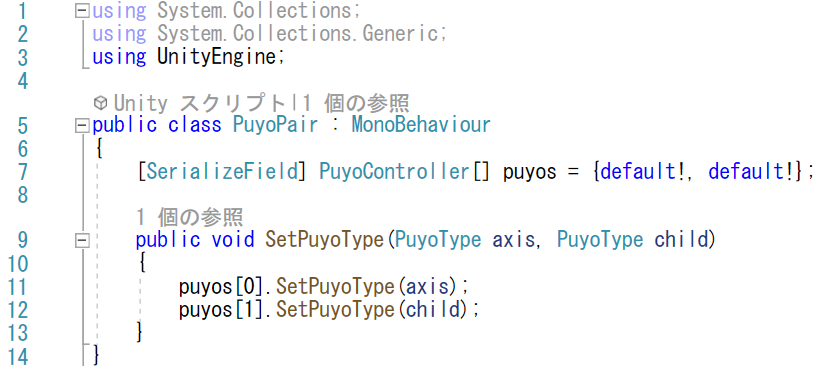 1 using System.Collections;
2 using System.Collections.Generic;
3 using UnityEngine;
4
Unity スクリプト|1 個の参照
5 public class PuyoPair : MonoBehaviour
6 {
7 [SerializeField] PuyoController[] puyos = {default!, default!};
8
1 個の参照
9 public void SetPuyoType(PuyoType axis, PuyoType child)
10 {
11 puyos[0].SetPuyoType(axis);
12 puyos[1].SetPuyoType(child);
13 }
14 }